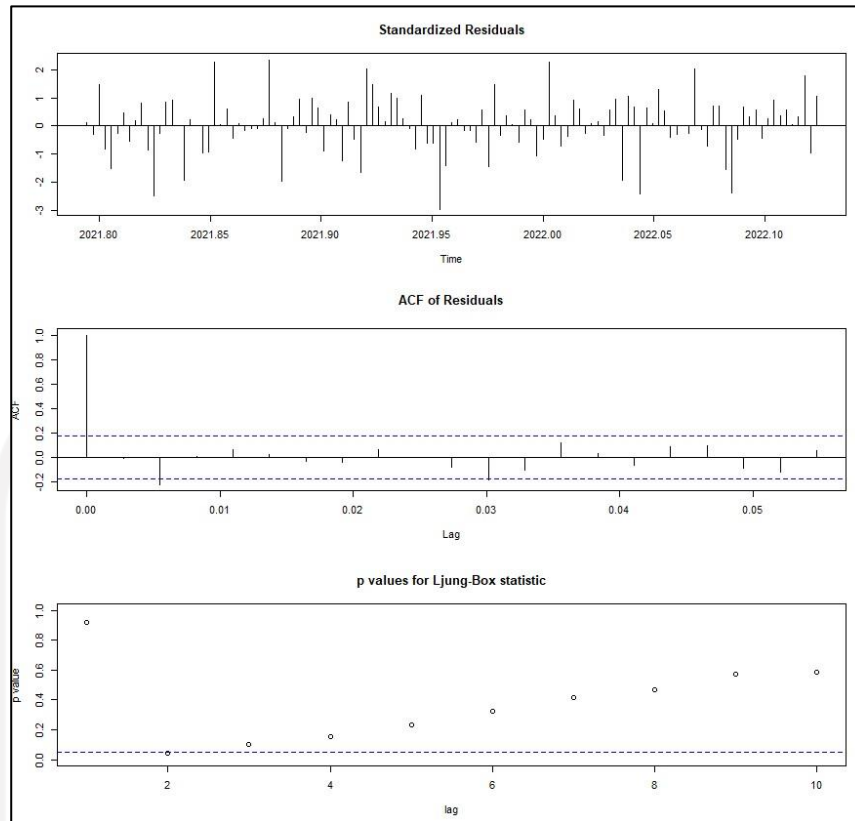 Standardized Residuals
2
1
0
-1
-2
-3
2021.80 2021.85 2021.90 2021.95 2022.00 2022.05 2022.10
Time
ACF of Residuals
ACF
1.0
0.8
0.6
0.4
0.2
0.0
-0.2
0.00 0.01 0.02 0.03 0.04 0.05
Lag
p values for Ljung-Box statistic
p value
1.0
0.8
0.6
0.4
0.2
0.0
2 4 6 8 10
lag